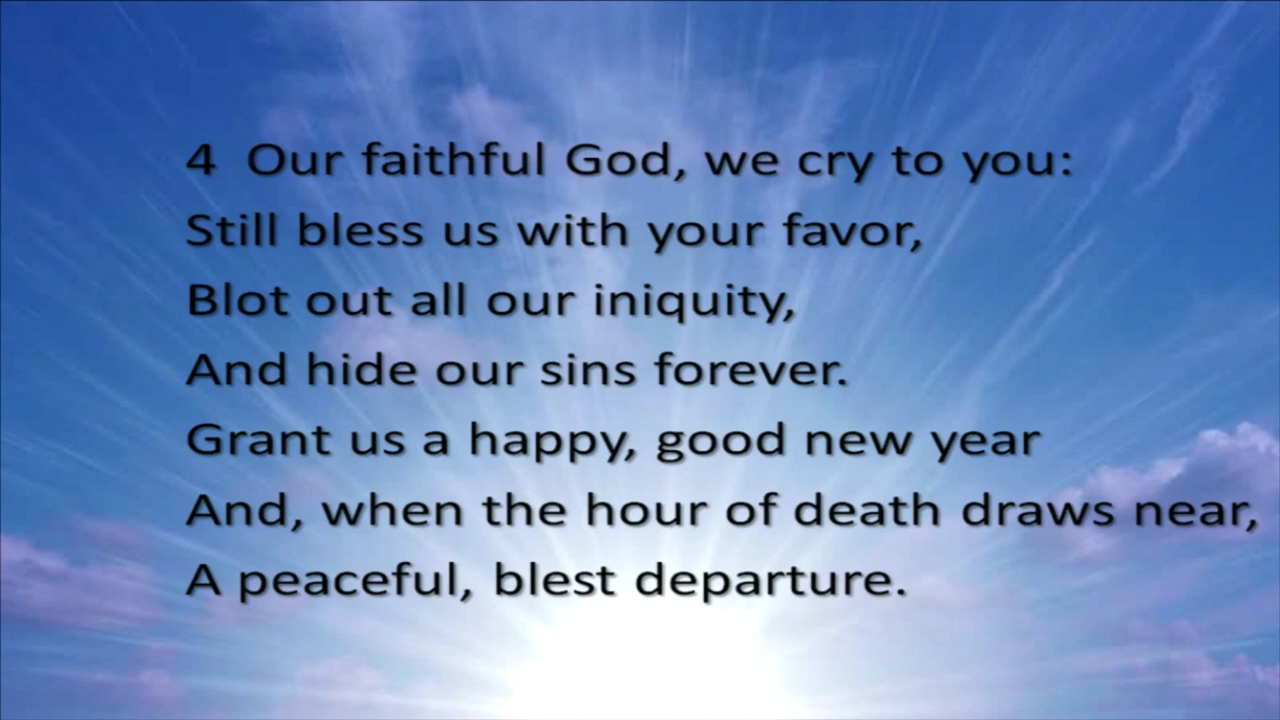 4 Our faithful God, we cry to you:
Still bless us with your favor,
Blot out all our iniquity,
And hide our sins forever.
Grant us a happy, good new year
And, when the hour of death draws near,
A peaceful, blest departure.